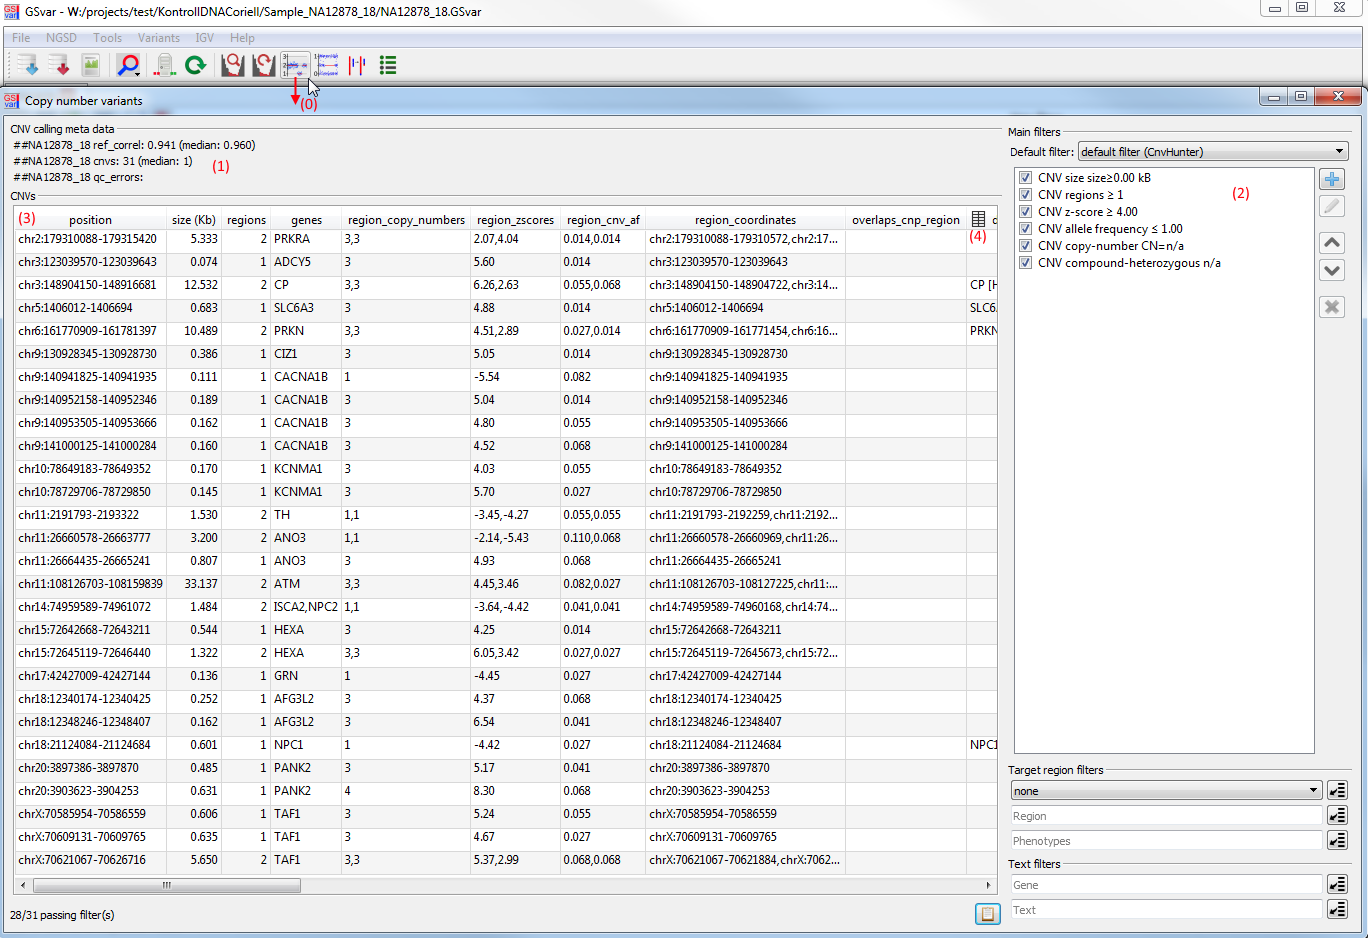 GSvar - W:/projects/test/KontrollDNACoriell/Sample_NA12878_18/NA12878_18.GSvar
File NGSD Tools Variants IGV Help
(0)
Copy number variants
CNV calling meta data
##NA12878_18 ref_correl: 0.941 (median: 0.960)
##NA12878_18 cnvs: 31 (median: 1)
(1)
##NA12878_18 qc_errors:
CNVs
(3) position size (Kb) regions genes region_copy_numbers region_zscores region_cnv_af region_coordinates overlaps_cnp_region
(4)
chr2:179310088-179315420 5.333 2 PRKRA 3,3 2.07,4.04 0.014,0.014 chr2:179310088-179310572,chr2:17...
chr3:123039570-123039643 0.074 1 ADCY5 3 5.60 0.014 chr3:123039570-123039643
chr3:148904150-148916681 12.532 2 CP 3,3 6.26,2.63 0.055,0.068 chr3:148904150-148904722,chr3:14... CP [H
chr5:1406012-1406694 0.683 1 SLC6A3 3 4.88 0.014 chr5:1406012-1406694 SLC6A
chr6:161770909-161781397 10.489 2 PRKN 3,3 4.51,2.89 0.027,0.014 chr6:161770909-161771454,chr6:16... PRKN
chr9:130928345-130928730 0.386 1 CIZ1 3 5.05 0.014 chr9:130928345-130928730
chr9:140941825-140941935 0.111 1 CACNA1B 1 -5.54 0.082 chr9:140941825-140941935
chr9:140952158-140952346 0.189 1 CACNA1B 3 5.04 0.014 chr9:140952158-140952346
chr9:140953505-140953666 0.162 1 CACNA1B 3 4.80 0.055 chr9:140953505-140953666
chr9:141000125-141000284 0.160 1 CACNA1B 3 4.52 0.068 chr9:141000125-141000284
chr10:78649183-78649352 0.170 1 KCNMA1 3 4.03 0.055 chr10:78649183-78649352
chr10:78729706-78729850 0.145 1 KCNMA1 3 5.70 0.027 chr10:78729706-78729850
chr11:2191793-2193322 1.530 2 TH 1,1 -3.45,-4.27 0.055,0.055 chr11:2191793-2192259,chr11:2192...
chr11:26660578-26663777 3.200 2 ANO3 1,1 -2.14,-5.43 0.110,0.068 chr11:26660578-26660969,chr11:26...
chr11:26664435-26665241 0.807 1 ANO3 3 4.93 0.068 chr11:26664435-26665241
chr11:108126703-108159839 33.137 2 ATM 3,3 4.45,3.46 0.082,0.027 chr11:108126703-108127225,chr11:...
chr14:74959589-74961072 1.484 2 ISCA2,NPC2 1,1 -3.64,-4.42 0.041,0.041 chr14:74959589-74960168,chr14:74...
chr15:72642668-72643211 0.544 1 HEXA 3 4.25 0.014 chr15:72642668-72643211
chr15:72645119-72646440 1.322 2 HEXA 3,3 6.05,3.42 0.027,0.027 chr15:72645119-72645673,chr15:72...
chr17:42427009-42427144 0.136 1 GRN 1 -4.45 0.027 chr17:42427009-42427144
chr18:12340174-12340425 0.252 1 AFG3L2 3 4.37 0.068 chr18:12340174-12340425
chr18:12348246-12348407 0.162 1 AFG3L2 3 6.54 0.041 chr18:12348246-12348407
chr18:21124084-21124684 0.601 1 NPC1 1 -4.42 0.027 chr18:21124084-21124684 NPC1
chr20:3897386-3897870 0.485 1 PANK2 3 5.17 0.041 chr20:3897386-3897870
chr20:3903623-3904253 0.631 1 PANK2 4 8.30 0.068 chr20:3903623-3904253
chrX:70585954-70586559 0.606 1 TAF1 3 5.24 0.055 chrX:70585954-70586559
chrX:70609131-70609765 0.635 1 TAF1 3 4.67 0.027 chrX:70609131-70609765
chrX:70621067-70626716 5.650 2 TAF1 3,3 5.37,2.99 0.068,0.068 chrX:70621067-70621884,chrX:7062...
28/31 passing filter(s)
Main filters
Default filter: default filter (CnvHunter)
CNV size size≥0.00 kB
CNV regions ≥ 1
(2)
CNV z-score ≥ 4.00
CNV allele frequency ≤ 1.00
CNV copy-number CN=n/a
CNV compound-heterozygous n/a
Target region filters
none
Region
Phenotypes
Text filters
Gene
Text